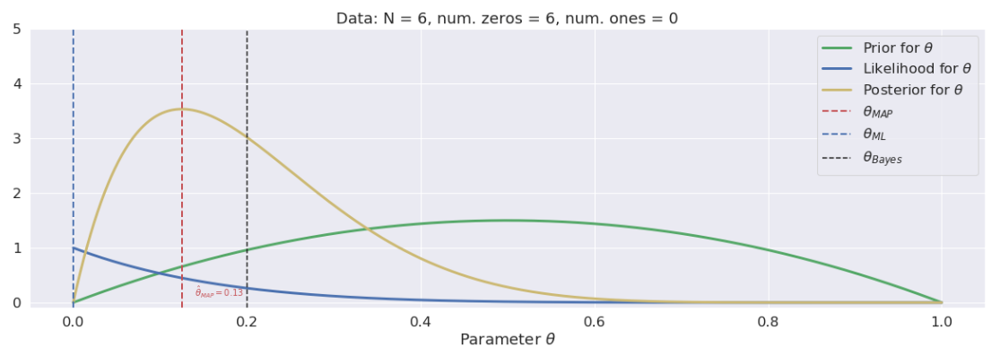 Data: N = 6, num. zeros = 6, num. ones = 0
5
4
3
2
1
0
Prior for θ
Likelihood for θ
Posterior for θ
θ_MAP
θ_ML
θ_Bayes
θ̂_MAP = 0.13
0.0 0.2 0.4 0.6 0.8 1.0
Parameter θ